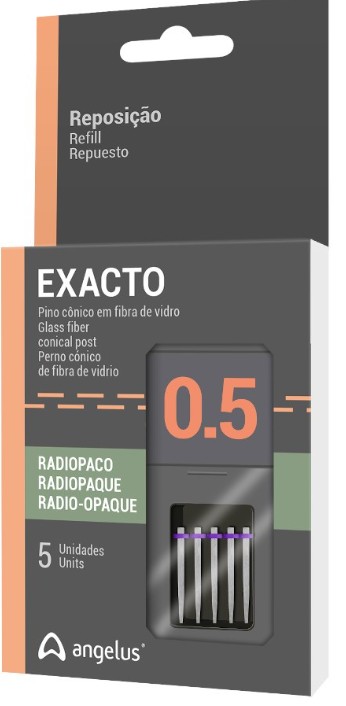 Reposição
Refill
Repuesto
EXACTO
Pino cônico em fibra de vidro
Glass fiber
conical post
Perno cónico
de fibra de vidrio
0.5
RADIOPACO
RADIOPAQUE
RADIO-OPAQUE
5 Unidades
Units
angelus®